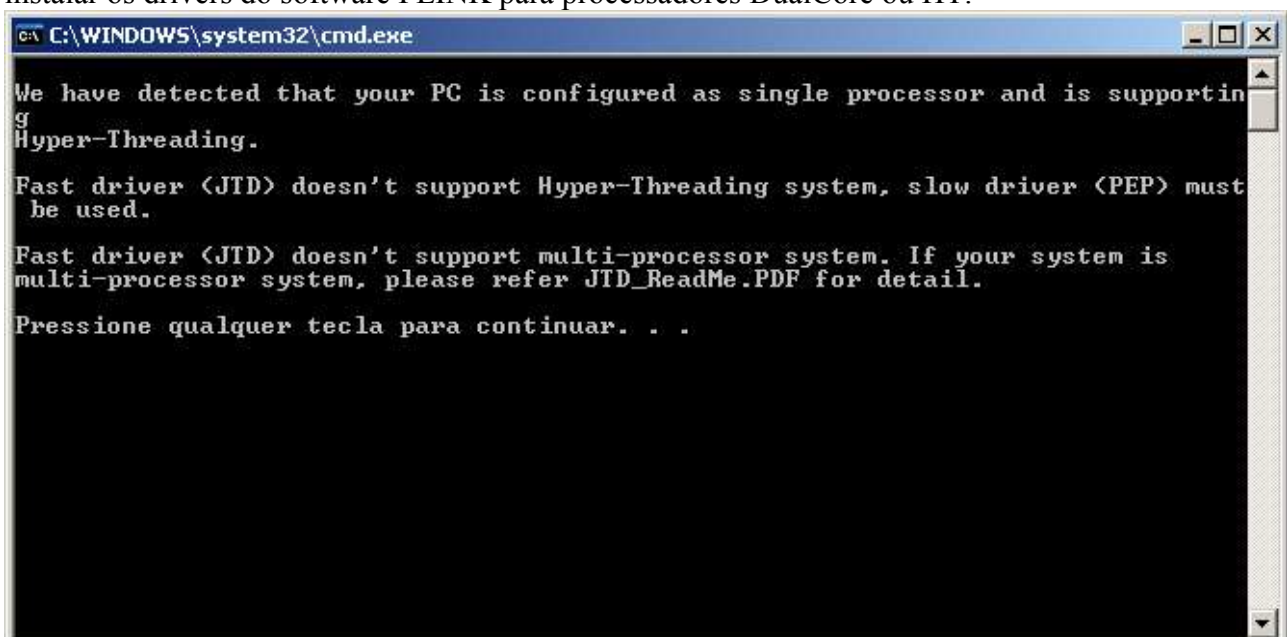 instalar os drivers do software PLINK para processadores DualCore ou HT:
C:\WINDOWS\system32\cmd.exe
We have detected that your PC is configured as single processor and is supportin
g
Hyper-Threading.
Fast driver (JTD) doesn't support Hyper-Threading system, slow driver (PEP) must
be used.
Fast driver (JTD) doesn't support multi-processor system. If your system is
multi-processor system, please refer JTD_ReadMe.PDF for detail.
Pressione qualquer tecla para continuar. . .